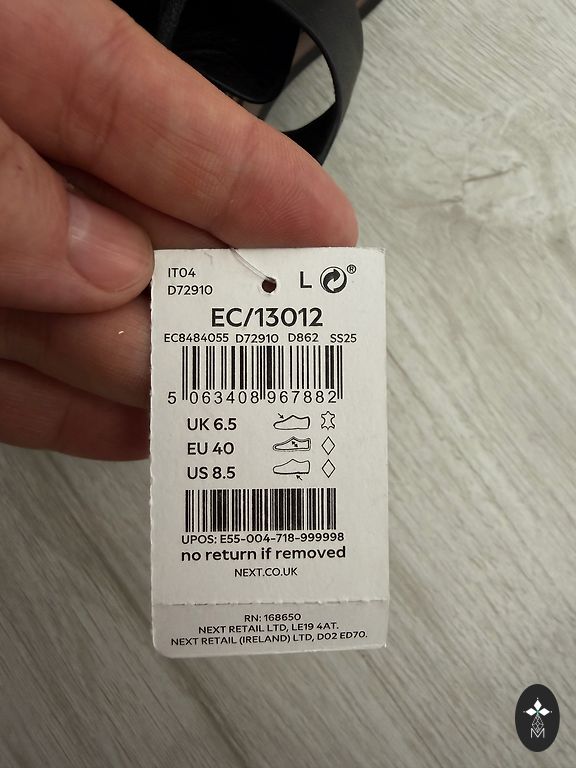 IT04
D72910
L ®
EC/13012
EC8484055 D72910 D862 SS25
5 063408 967882
UK 6.5
EU 40
US 8.5
UPOS: E55-004-718-999998
no return if removed
NEXT.CO.UK
RN: 168650
NEXT RETAIL LTD, LE19 4AT.
NEXT RETAIL (IRELAND) LTD, D02 ED70.
M